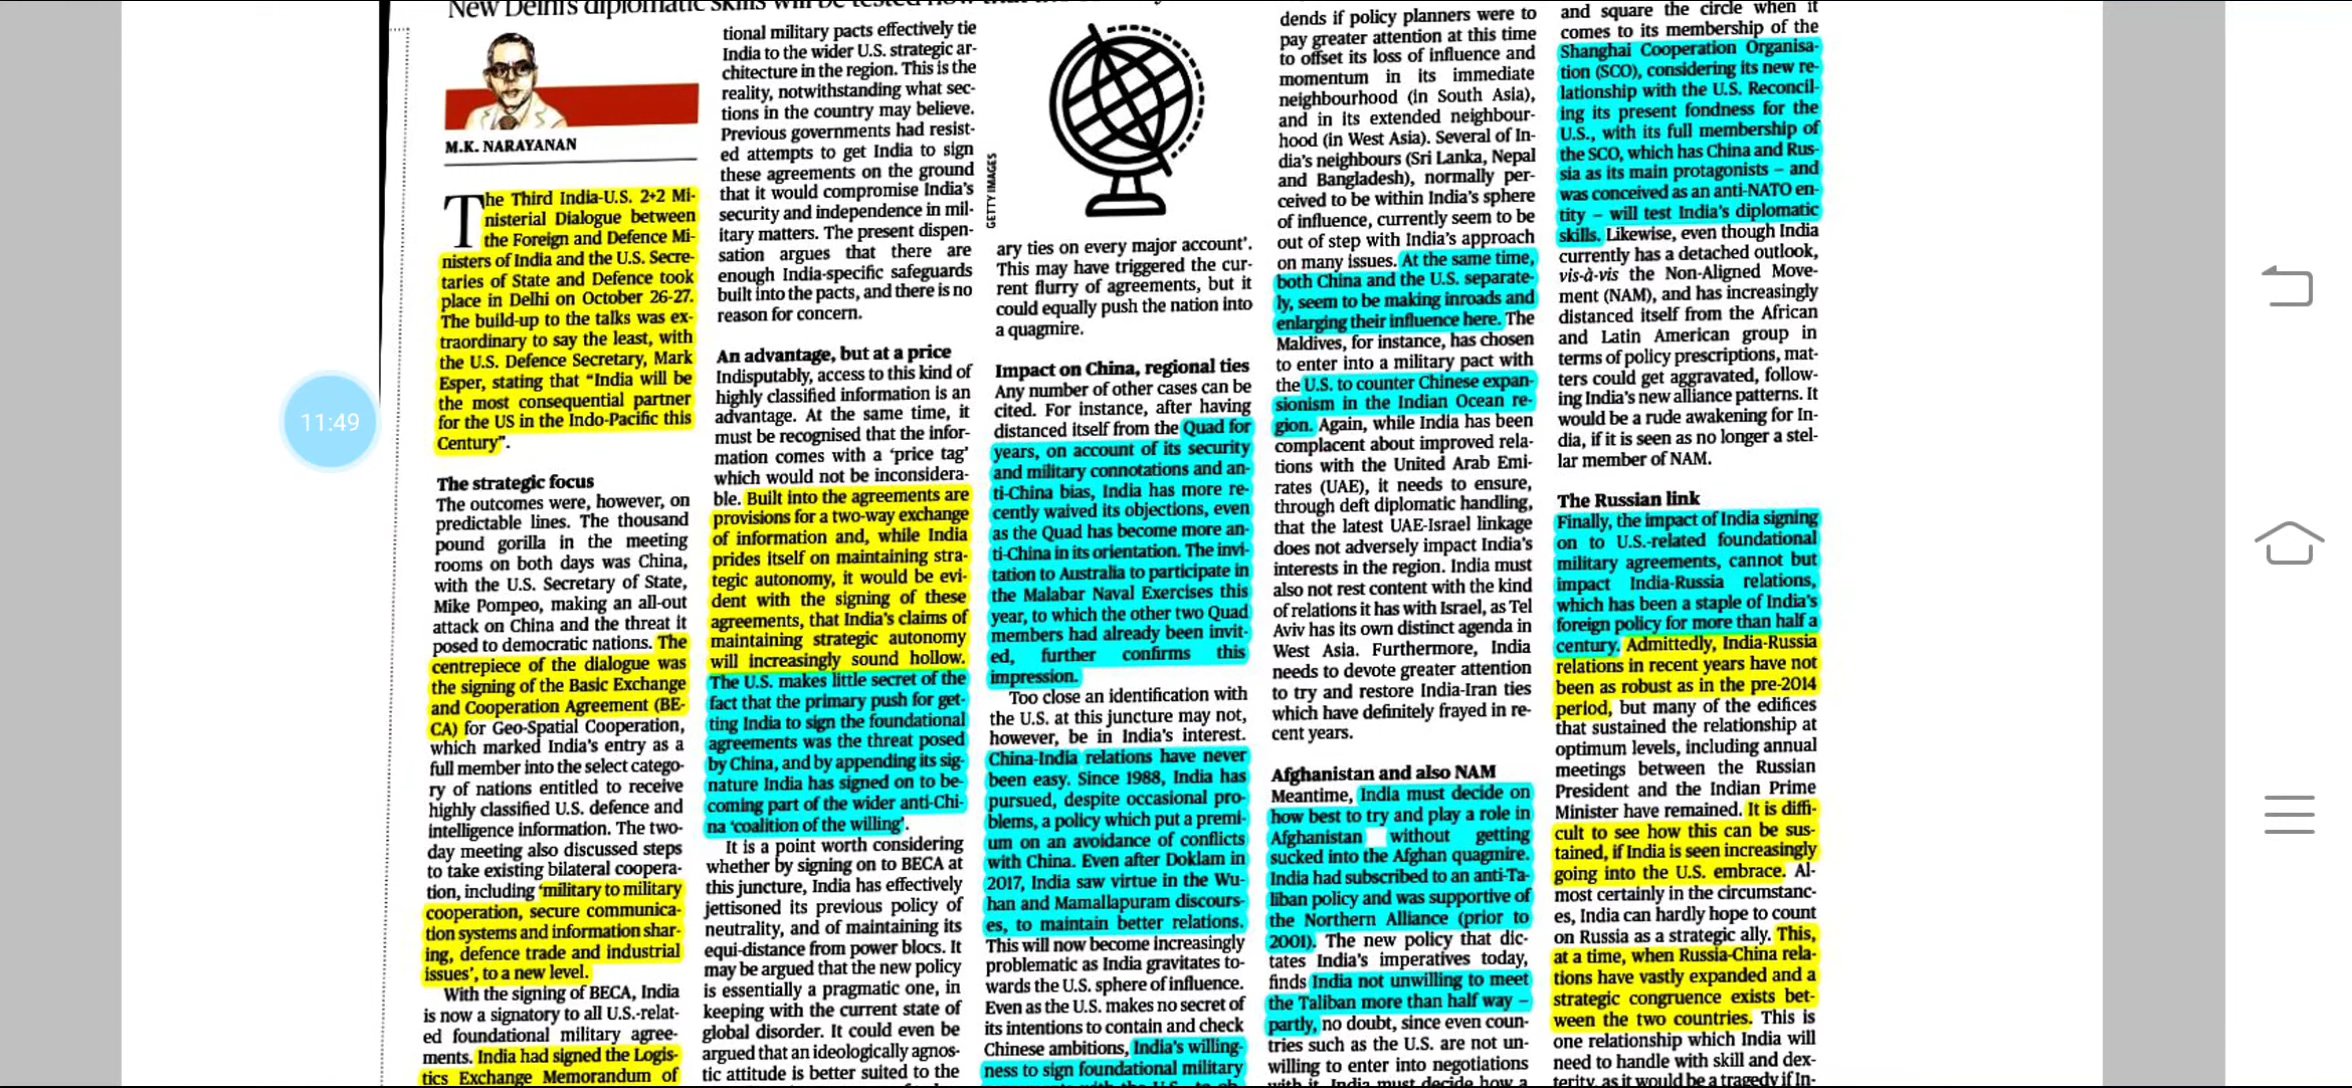 New Delhi's diplomatic skills will be tested now that the
M.K. NARAYANAN
The Third India-U.S. 2+2 Mi-
nisterial Dialogue between
the Foreign and Defence Mi-
nisters of India and the U.S. Secre-
taries of State and Defence took
place in Delhi on October 26-27.
The build-up to the talks was ex-
traordinary to say the least, with
the U.S. Defence Secretary, Mark
Esper, stating that “India will be
the most consequential partner
for the US in the Indo-Pacific this
Century”.
The strategic focus
The outcomes were, however, on
predictable lines. The thousand
pound gorilla in the meeting
rooms on both days was China,
with the U.S. Secretary of State,
Mike Pompeo, making an all-out
attack on China and the threat it
posed to democratic nations. The
centrepiece of the dialogue was
the signing of the Basic Exchange
and Cooperation Agreement (BE-
CA) for Geo-Spatial Cooperation,
which marked India's entry as a
full member into the select catego-
ry of nations entitled to receive
highly classified U.S. defence and
intelligence information. The two-
day meeting also discussed steps
to take existing bilateral coopera-
tion, including ‘military to military
cooperation, secure communica-
tion systems and information shar-
ing, defence trade and industrial
issues’, to a new level.
With the signing of BECA, India
is now a signatory to all U.S.-relat-
ed foundational military agree-
ments. India had signed the Logis-
tics Exchange Memorandum of
tional military pacts effectively tie
India to the wider U.S. strategic ar-
chitecture in the region. This is the
reality, notwithstanding what sec-
tions in the country may believe.
Previous governments had resist-
ed attempts to get India to sign
these agreements on the ground
that it would compromise India's
security and independence in mil-
itary matters. The present dispen-
sation argues that there are
enough India-specific safeguards
built into the pacts, and there is no
reason for concern.
An advantage, but at a price
Indisputably, access to this kind of
highly classified information is an
advantage. At the same time, it
must be recognised that the infor-
mation comes with a ‘price tag’
which would not be inconsidera-
ble. Built into the agreements are
provisions for a two-way exchange
of information and, while India
prides itself on maintaining stra-
tegic autonomy, it would be evi-
dent with the signing of these
agreements, that India's claims of
maintaining strategic autonomy
will increasingly sound hollow.
The U.S. makes little secret of the
fact that the primary push for get-
ting India to sign the foundational
agreements was the threat posed
by China, and by appending its sig-
nature India has signed on to be-
coming part of the wider anti-Chi-
na ‘coalition of the willing’.
It is a point worth considering
whether by signing on to BECA at
this juncture, India has effectively
jettisoned its previous policy of
neutrality, and of maintaining its
equi-distance from power blocs. It
may be argued that the new policy
is essentially a pragmatic one, in
keeping with the current state of
global disorder. It could even be
argued that an ideologically agnos-
tic attitude is better suited to the
GETTY IMAGES
ary ties on every major account’.
This may have triggered the cur-
rent flurry of agreements, but it
could equally push the nation into
a quagmire.
Impact on China, regional ties
Any number of other cases can be
cited. For instance, after having
distanced itself from the Quad for
years, on account of its security
and military connotations and an-
ti-China bias, India has more re-
cently waived its objections, even
as the Quad has become more an-
ti-China in its orientation. The invi-
tation to Australia to participate in
the Malabar Naval Exercises this
year, to which the other two Quad
members had already been invit-
ed, further confirms this
impression.
Too close an identification with
the U.S. at this juncture may not,
however, be in India's interest.
China-India relations have never
been easy. Since 1988, India has
pursued, despite occasional pro-
blems, a policy which put a premi-
um on an avoidance of conflicts
with China. Even after Doklam in
2017, India saw virtue in the Wu-
han and Mamallapuram discours-
es, to maintain better relations.
This will now become increasingly
problematic as India gravitates to-
wards the U.S. sphere of influence.
Even as the U.S. makes no secret of
its intentions to contain and check
Chinese ambitions, India's willing-
ness to sign foundational military
dends if policy planners were to
pay greater attention at this time
to offset its loss of influence and
momentum in its immediate
neighbourhood (in South Asia),
and in its extended neighbour-
hood (in West Asia). Several of In-
dia's neighbours (Sri Lanka, Nepal
and Bangladesh), normally per-
ceived to be within India's sphere
of influence, currently seem to be
out of step with India's approach
on many issues. At the same time,
both China and the U.S. separate-
ly, seem to be making inroads and
enlarging their influence here. The
Maldives, for instance, has chosen
to enter into a military pact with
the U.S. to counter Chinese expan-
sionism in the Indian Ocean re-
gion. Again, while India has been
complacent about improved rela-
tions with the United Arab Emi-
rates (UAE), it needs to ensure,
through deft diplomatic handling,
that the latest UAE-Israel linkage
does not adversely impact India's
interests in the region. India must
also not rest content with the kind
of relations it has with Israel, as Tel
Aviv has its own distinct agenda in
West Asia. Furthermore, India
needs to devote greater attention
to try and restore India-Iran ties
which have definitely frayed in re-
cent years.
Afghanistan and also NAM
Meantime, India must decide on
how best to try and play a role in
Afghanistan without getting
sucked into the Afghan quagmire.
India had subscribed to an anti-Ta-
liban policy and was supportive of
the Northern Alliance (prior to
2001). The new policy that dic-
tates India's imperatives today,
finds India not unwilling to meet
the Taliban more than half way –
partly, no doubt, since even coun-
tries such as the U.S. are not un-
willing to enter into negotiations
with it. India must decide how a
and square the circle when it
comes to its membership of the
Shanghai Cooperation Organisa-
tion (SCO), considering its new re-
lationship with the U.S. Reconcil-
ing its present fondness for the
U.S., with its full membership of
the SCO, which has China and Rus-
sia as its main protagonists – and
was conceived as an anti-NATO en-
tity – will test India's diplomatic
skills. Likewise, even though India
currently has a detached outlook,
vis-à-vis the Non-Aligned Move-
ment (NAM), and has increasingly
distanced itself from the African
and Latin American group in
terms of policy prescriptions, mat-
ters could get aggravated, follow-
ing India's new alliance patterns. It
would be a rude awakening for In-
dia, if it is seen as no longer a stel-
lar member of NAM.
The Russian link
Finally, the impact of India signing
on to U.S.-related foundational
military agreements, cannot but
impact India-Russia relations,
which has been a staple of India's
foreign policy for more than half a
century. Admittedly, India-Russia
relations in recent years have not
been as robust as in the pre-2014
period, but many of the edifices
that sustained the relationship at
optimum levels, including annual
meetings between the Russian
President and the Indian Prime
Minister have remained. It is diffi-
cult to see how this can be sus-
tained, if India is seen increasingly
going into the U.S. embrace. Al-
most certainly in the circumstanc-
es, India can hardly hope to count
on Russia as a strategic ally. This,
at a time, when Russia-China rela-
tions have vastly expanded and a
strategic congruence exists bet-
ween the two countries. This is
one relationship which India will
need to handle with skill and dex-
terity, as it would be a tragedy if In-
11:49